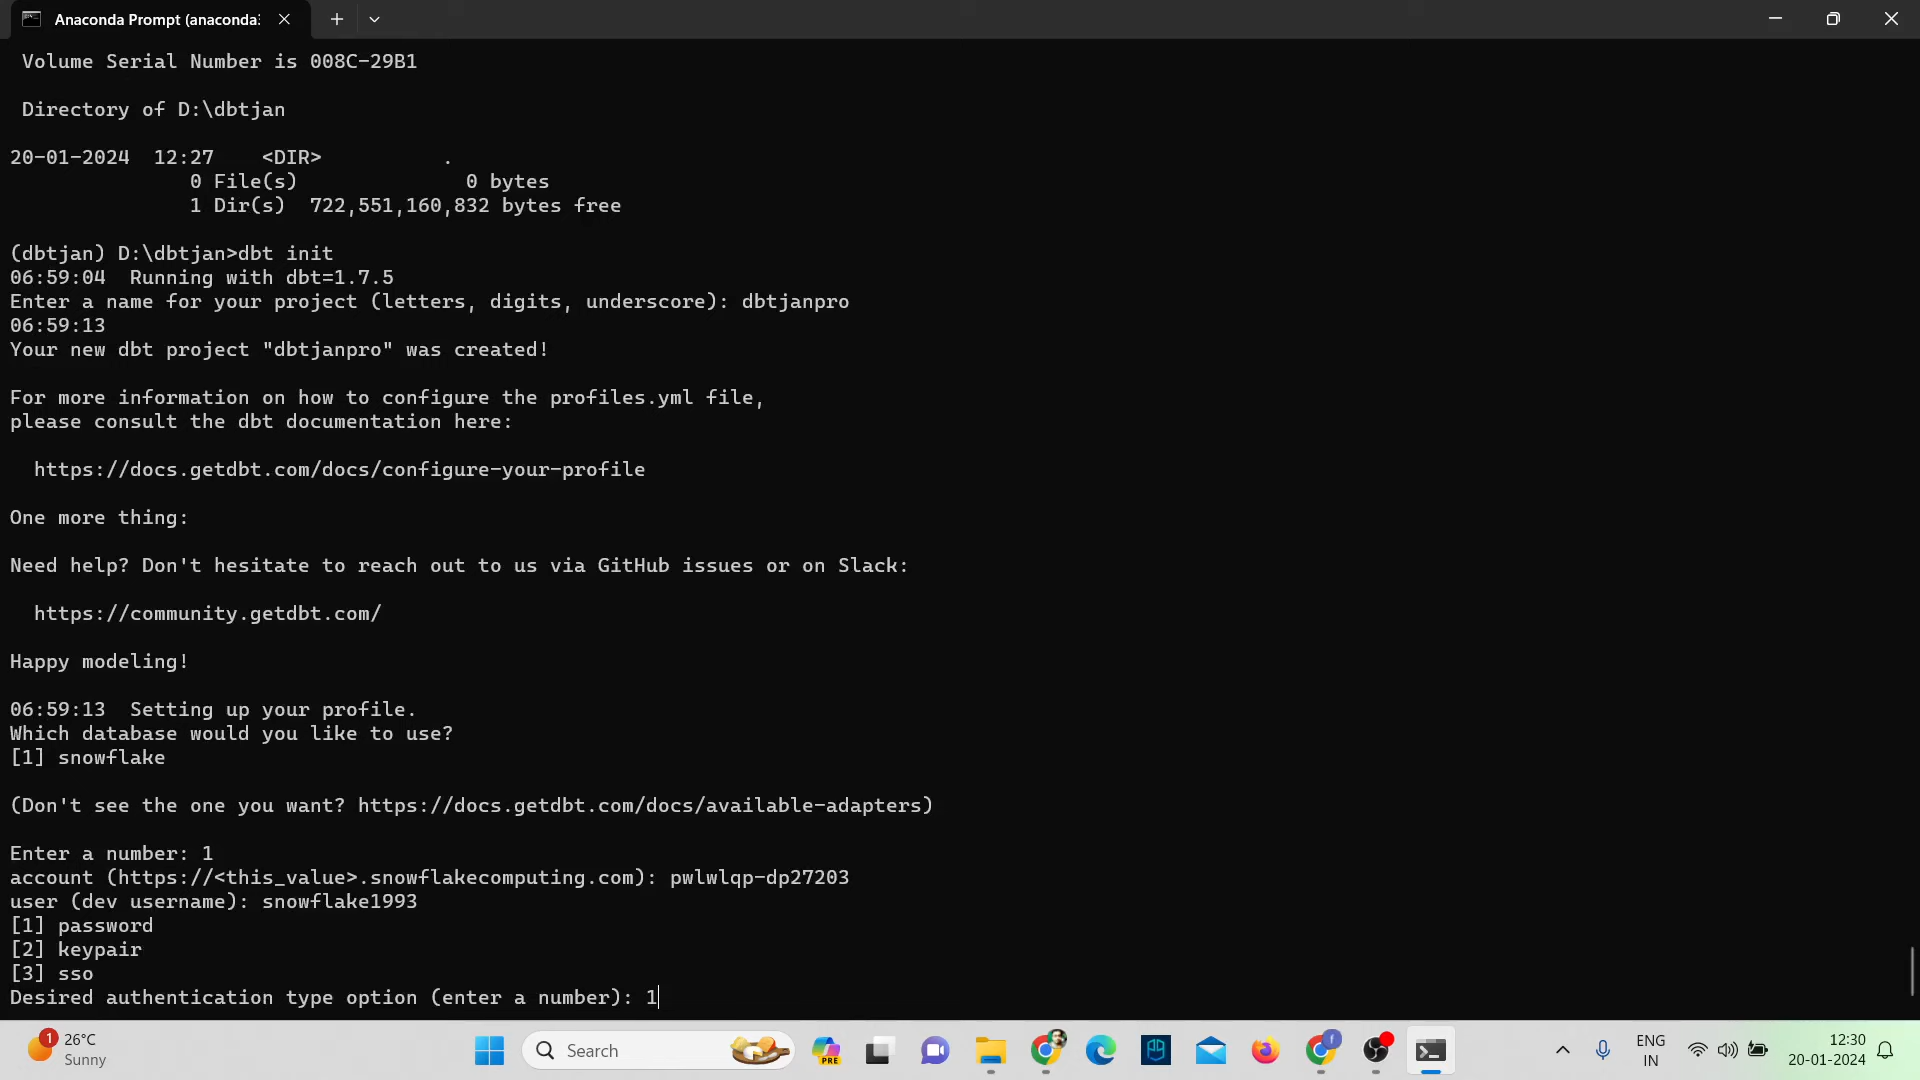 Anaconda Prompt (anaconda:
Volume Serial Number is 008C-29B1
Directory of D:\dbtjan
20-01-2024  12:27    <DIR>          .
0 File(s)              0 bytes
1 Dir(s)  722,551,160,832 bytes free
(dbtjan) D:\dbtjan>dbt init
06:59:04  Running with dbt=1.7.5
Enter a name for your project (letters, digits, underscore): dbtjanpro
06:59:13
Your new dbt project "dbtjanpro" was created!
For more information on how to configure the profiles.yml file,
please consult the dbt documentation here:
https://docs.getdbt.com/docs/configure-your-profile
One more thing:
Need help? Don't hesitate to reach out to us via GitHub issues or on Slack:
https://community.getdbt.com/
Happy modeling!
06:59:13  Setting up your profile.
Which database would you like to use?
[1] snowflake
(Don't see the one you want? https://docs.getdbt.com/docs/available-adapters)
Enter a number: 1
account (https://<this_value>.snowflakecomputing.com): pwlwlqp-dp27203
user (dev username): snowflake1993
[1] password
[2] keypair
[3] sso
Desired authentication type option (enter a number): 1
1
26°C
Sunny
Search
PRE
ENG
IN
12:30
20-01-2024